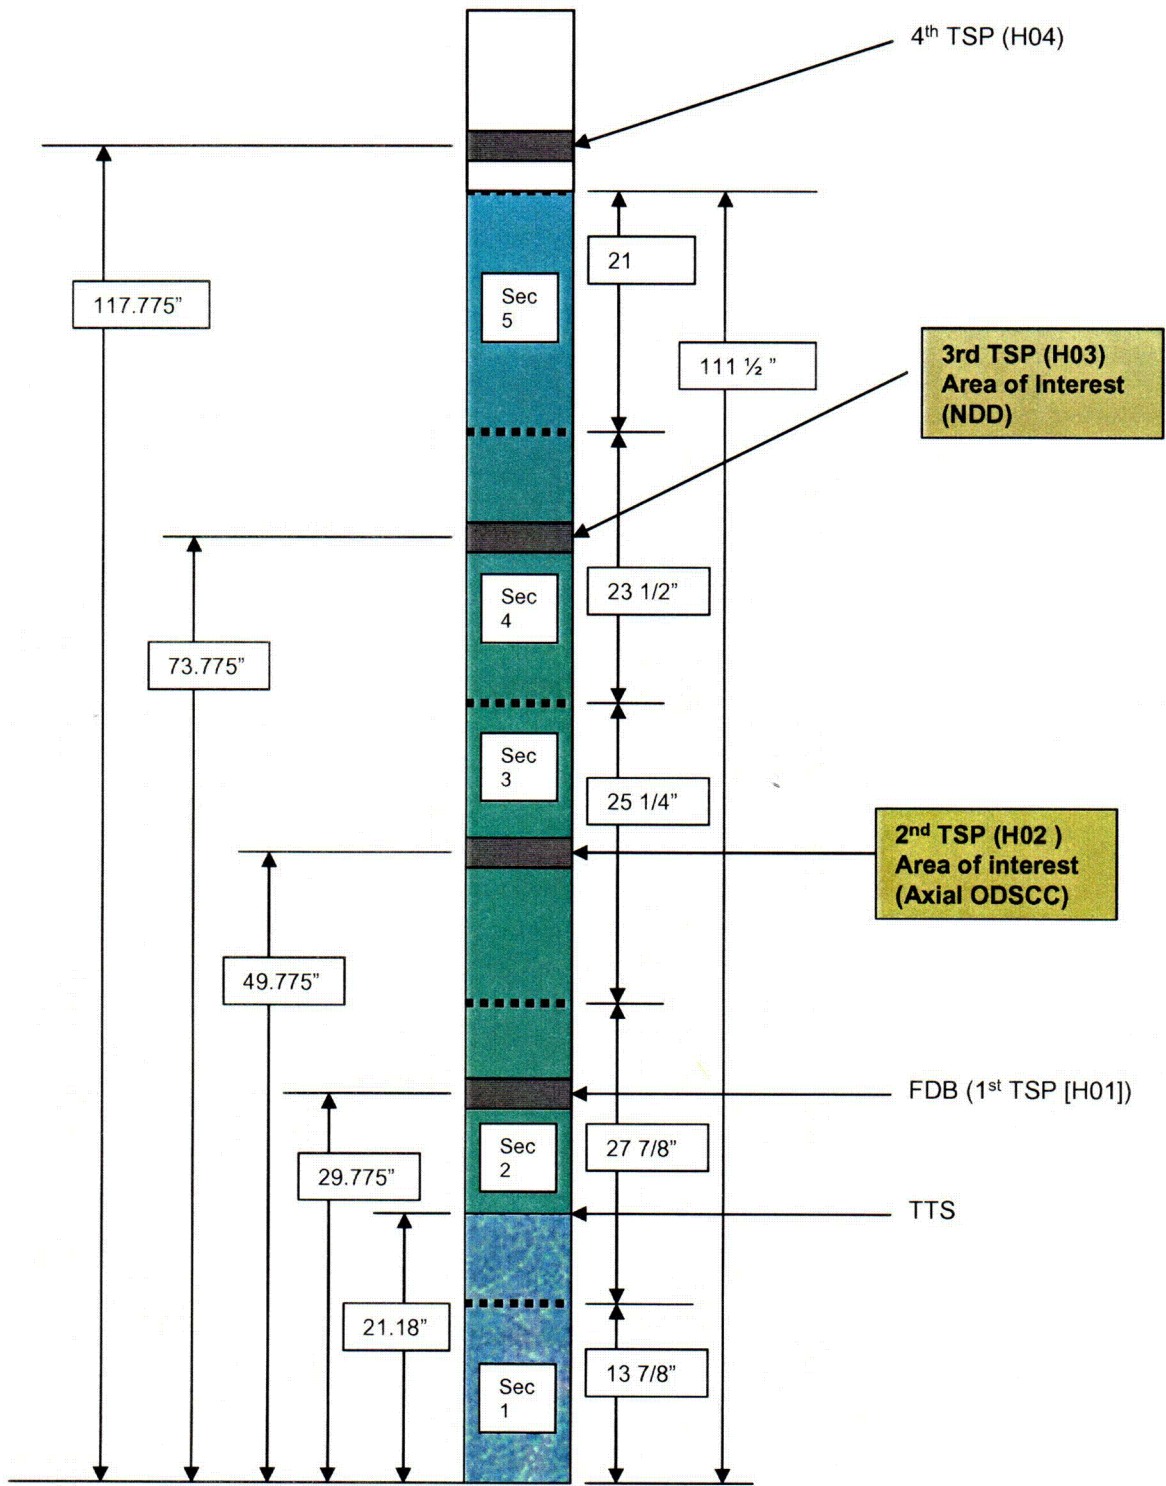 4th TSP (H04)
117.775”
21
Sec
5
111 ½ ”
3rd TSP (H03)
Area of Interest
(NDD)
Sec
4
23 1/2”
73.775”
Sec
3
25 1/4”
2nd TSP (H02 )
Area of interest
(Axial ODSCC)
49.775”
FDB (1st TSP [H01])
Sec
2
27 7/8”
29.775”
TTS
21.18”
13 7/8”
Sec
1